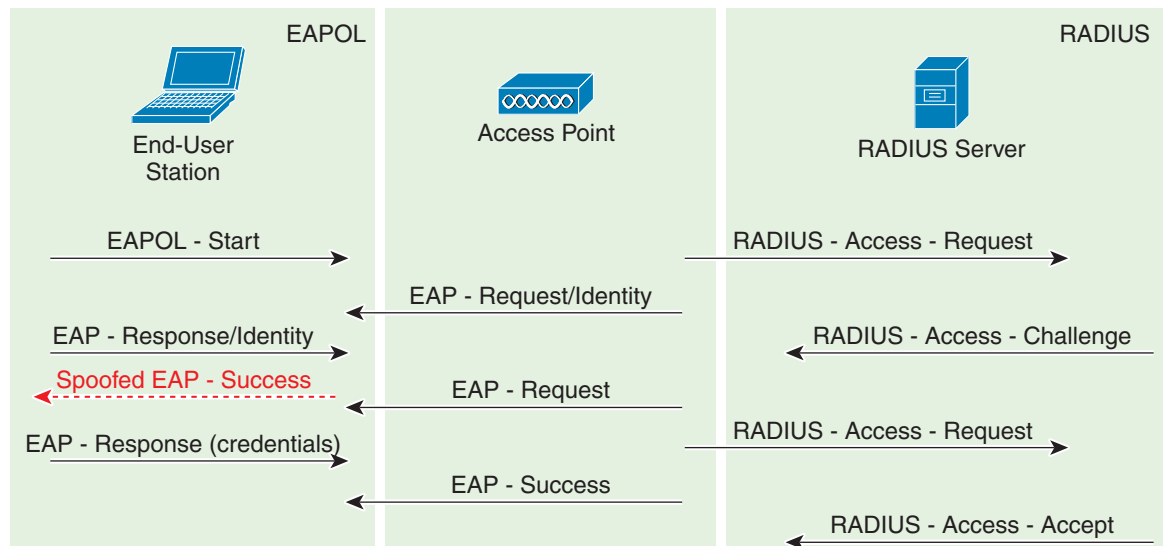 EAPOL
RADIUS
End-User
Station
Access Point
RADIUS Server
EAPOL - Start
RADIUS - Access - Request
EAP - Request/Identity
EAP - Response/Identity
RADIUS - Access - Challenge
Spoofed EAP - Success
EAP - Request
EAP - Response (credentials)
RADIUS - Access - Request
EAP - Success
RADIUS - Access - Accept